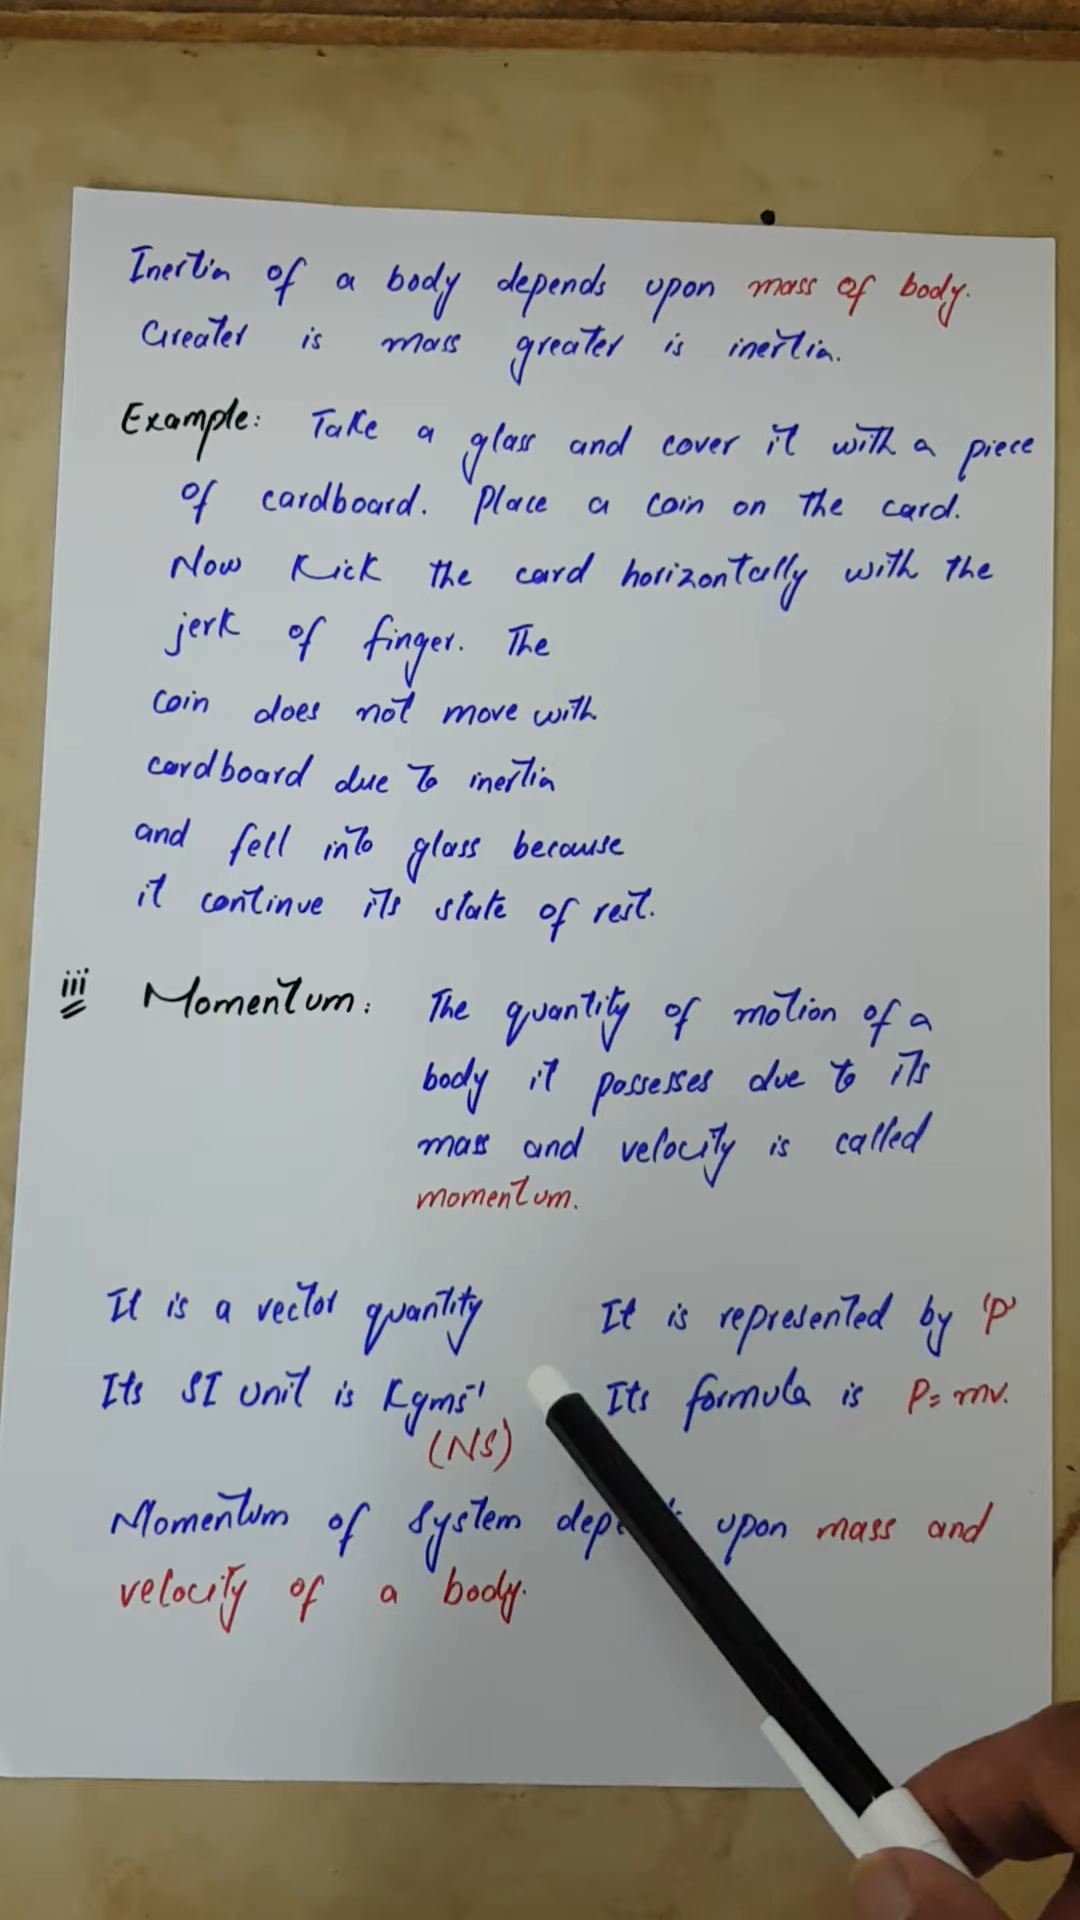 Inertia of a body depends upon mass of body.
Greater is mass greater is inertia.
Example: Take a glass and cover it with a piece
of cardboard. Place a coin on the card.
Now Kick the card horizontally with the
jerk of finger. The
coin does not move with
cardboard due to inertia
and fell into glass because
it continue its state of rest.
iii Momentum: The quantity of motion of a
body it possesses due to its
mass and velocity is called
momentum.
It is a vector quantity It is represented by 'P'
Its SI Unit is Kgms⁻¹ Its formula is P = mv.
(NS)
Momentum of System upon mass and
velocity of a body.